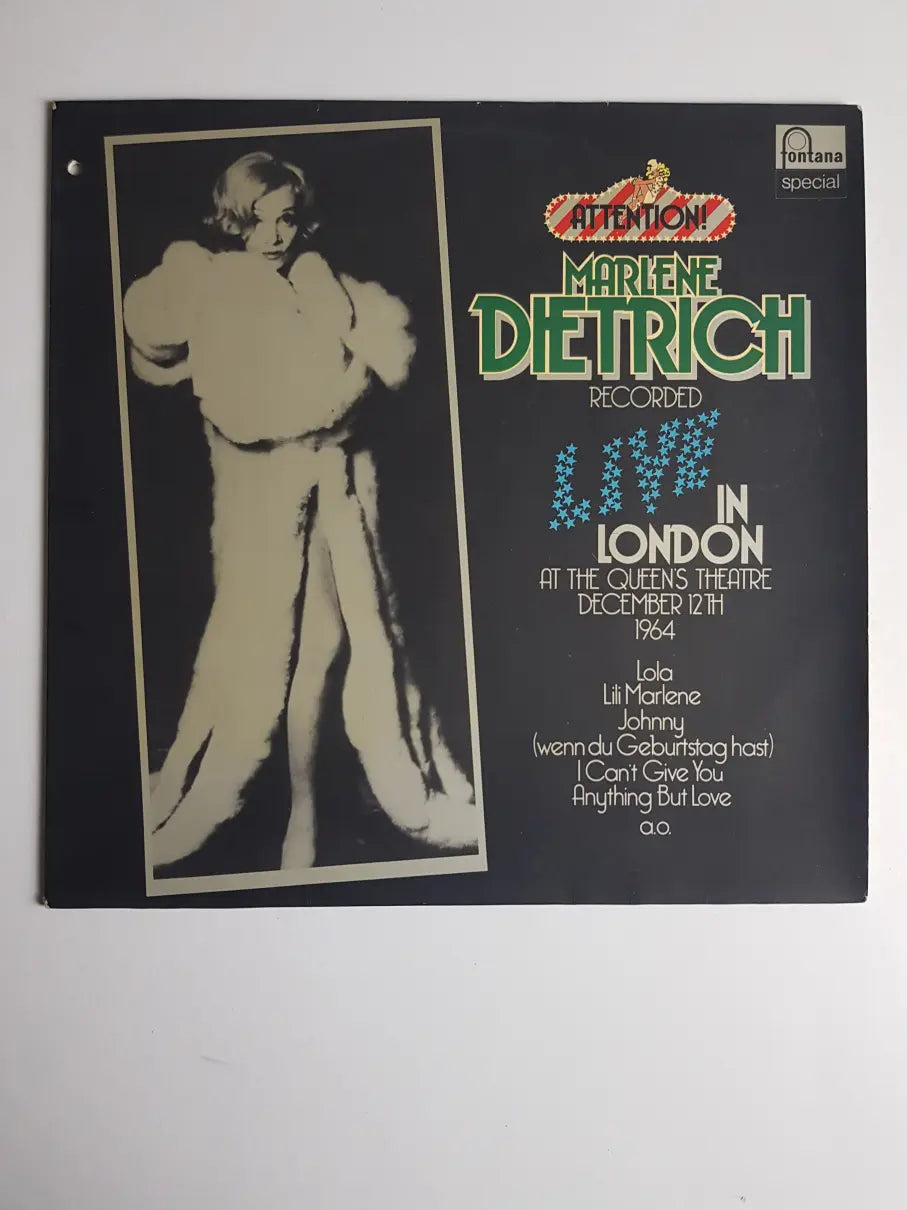 fontana
special
ATTENTION!
MARLENE
DIETRICH
RECORDED
LIVE
IN
LONDON
AT THE QUEEN'S THEATRE
DECEMBER 12TH
1964
Lola
Lili Marlene
Johnny
(wenn du Geburtstag hast)
I Can't Give You
Anything But Love
a.o.